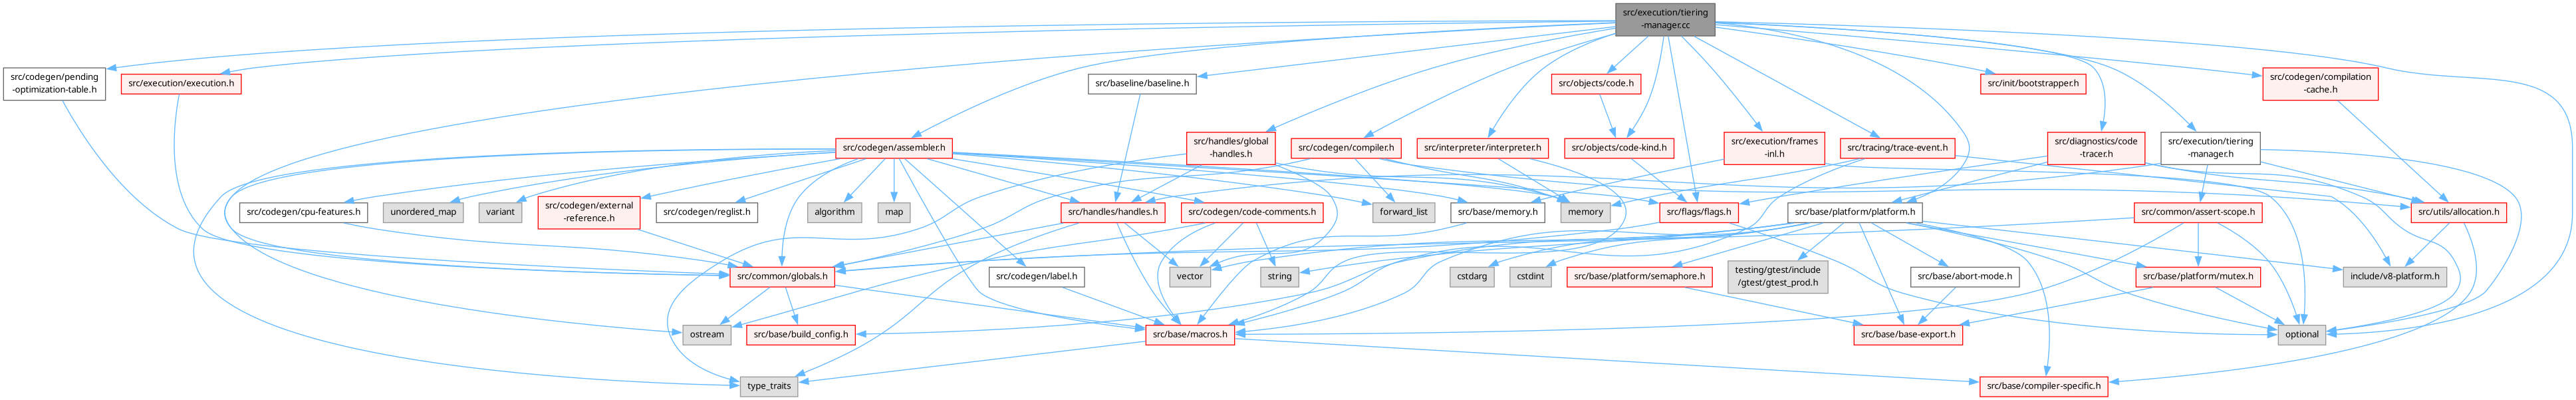 src/execution/tiering
-manager.cc
src/codegen/pending
-optimization-table.h
src/execution/execution.h
src/baseline/baseline.h
src/objects/code.h
src/init/bootstrapper.h
src/codegen/compilation
-cache.h
src/codegen/assembler.h
src/handles/global
-handles.h
src/codegen/compiler.h
src/interpreter/interpreter.h
src/objects/code-kind.h
src/execution/frames
-inl.h
src/tracing/trace-event.h
src/diagnostics/code
-tracer.h
src/execution/tiering
-manager.h
src/codegen/cpu-features.h
unordered_map
variant
src/codegen/external
-reference.h
src/codegen/reglist.h
algorithm
map
src/handles/handles.h
src/codegen/code-comments.h
forward_list
src/base/memory.h
memory
src/flags/flags.h
src/base/platform/platform.h
src/common/assert-scope.h
src/utils/allocation.h
src/common/globals.h
src/codegen/label.h
vector
string
cstdarg
cstdint
src/base/platform/semaphore.h
testing/gtest/include
/gtest/gtest_prod.h
src/base/abort-mode.h
src/base/platform/mutex.h
include/v8-platform.h
ostream
src/base/build_config.h
src/base/macros.h
src/base/base-export.h
optional
type_traits
src/base/compiler-specific.h